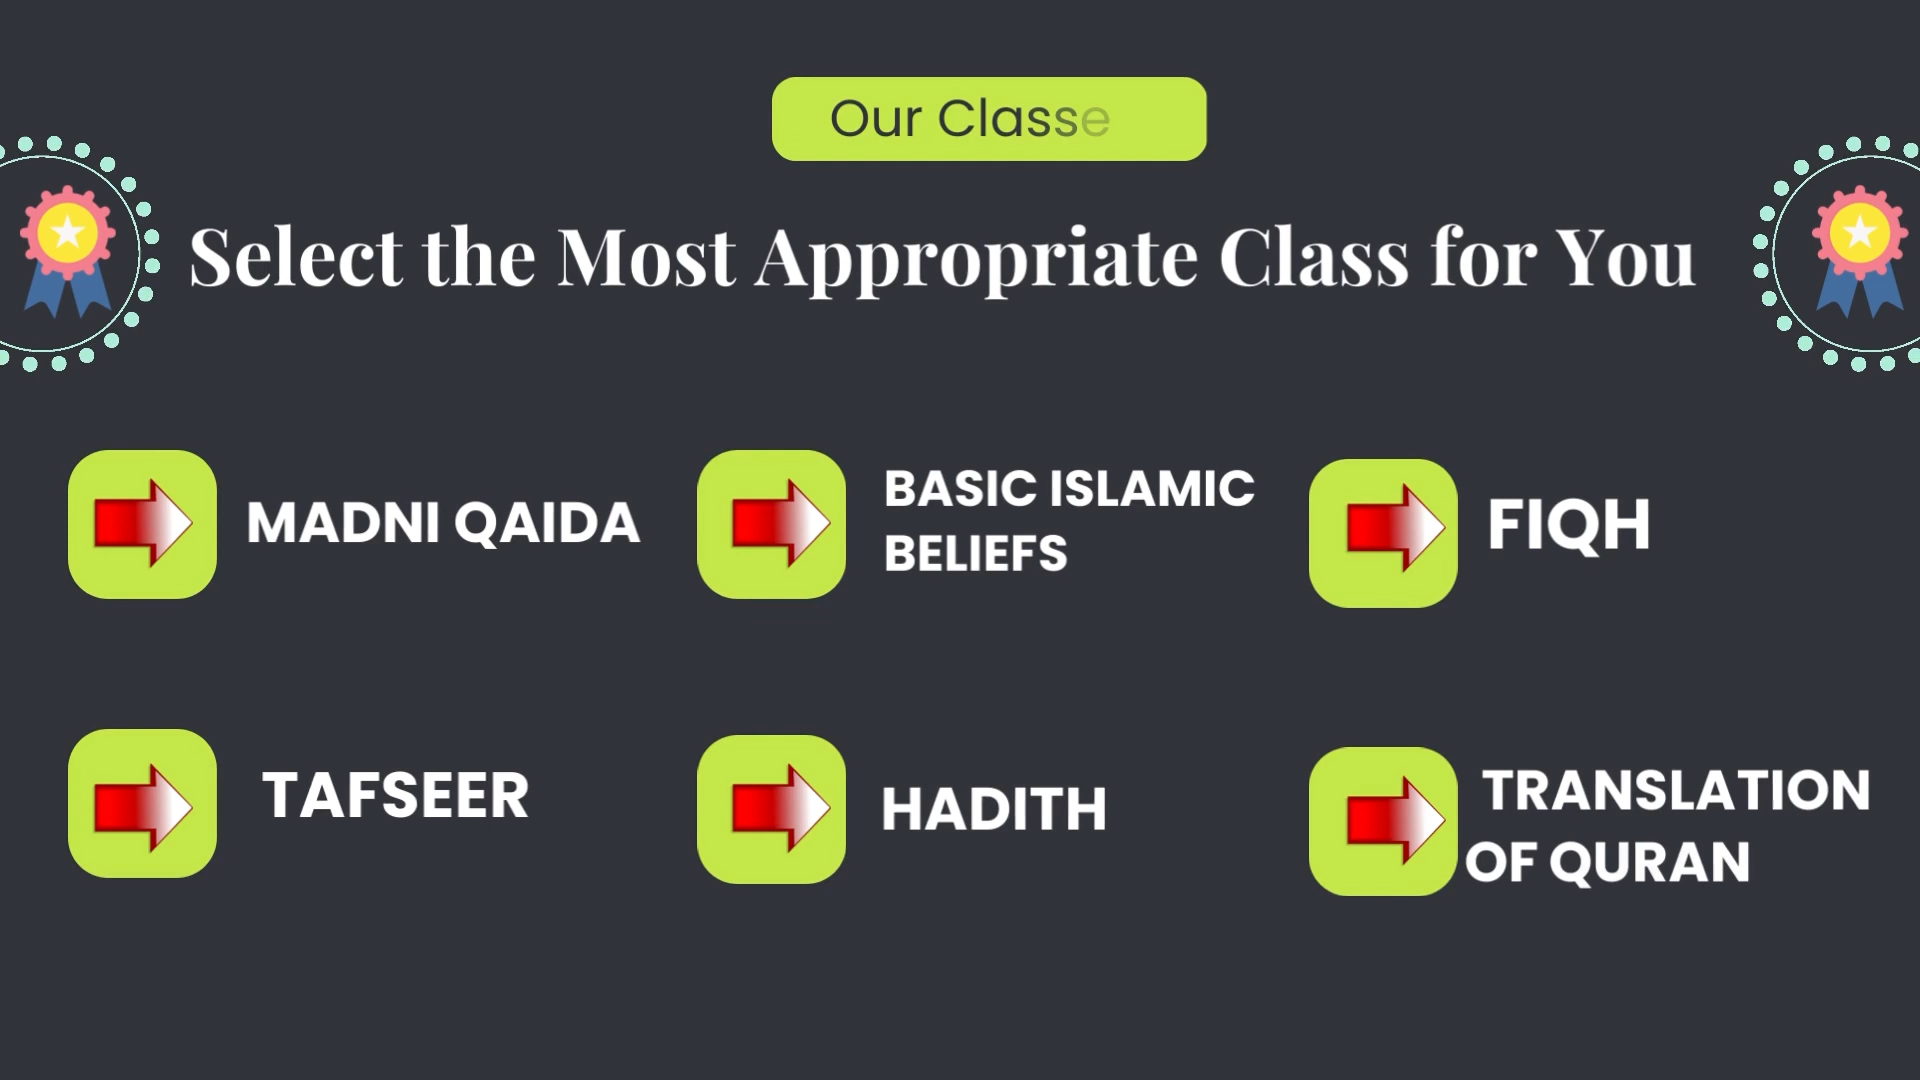 Our Classe
Select the Most Appropriate Class for You
MADNI QAIDA
BASIC ISLAMIC
BELIEFS
FIQH
TAFSEER
HADITH
TRANSLATION
OF QURAN